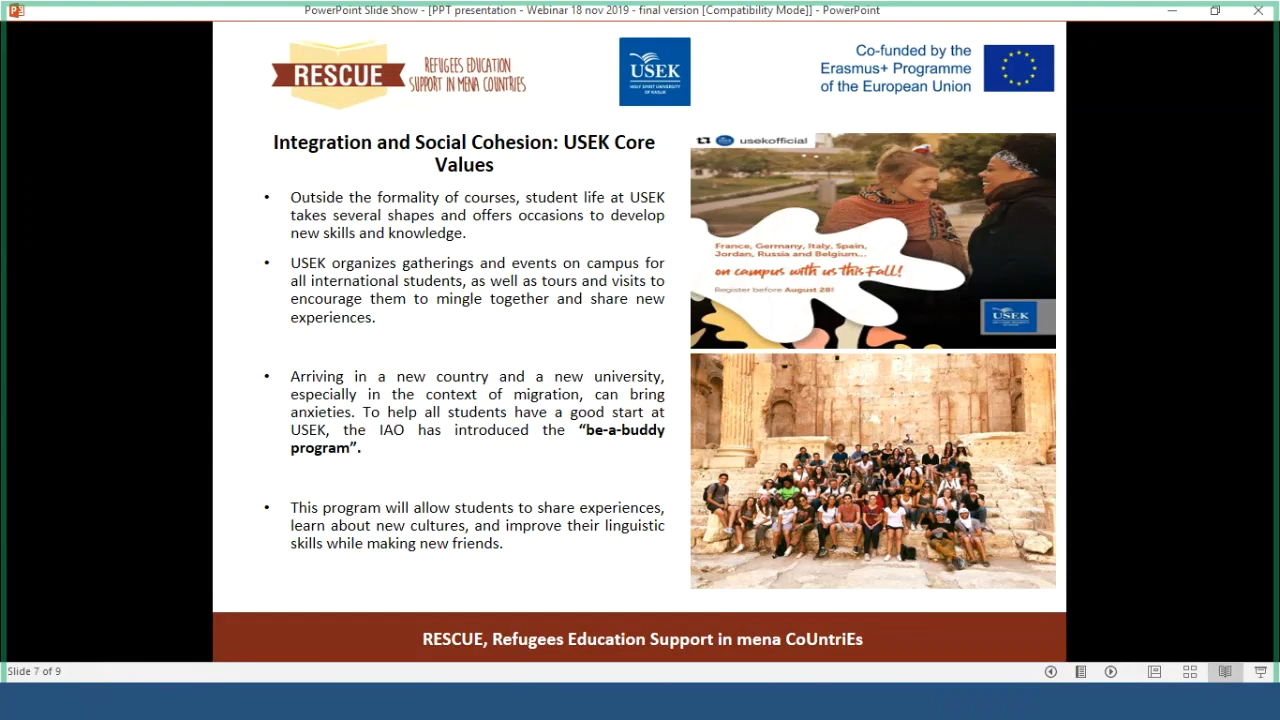 PowerPoint Slide Show - [PPT presentation - Webinar 18 nov 2019 - final version [Compatibility Mode]] - PowerPoint
RESCUE
REFUGEES EDUCATION
SUPPORT IN MENA COUNTRIES
USEK
HOLY SPIRIT UNIVERSITY
OF KASLIK
Co-funded by the
Erasmus+ Programme
of the European Union
Integration and Social Cohesion: USEK Core
Values
• Outside the formality of courses, student life at USEK
takes several shapes and offers occasions to develop
new skills and knowledge.
• USEK organizes gatherings and events on campus for
all international students, as well as tours and visits to
encourage them to mingle together and share new
experiences.
• Arriving in a new country and a new university,
especially in the context of migration, can bring
anxieties. To help all students have a good start at
USEK, the IAO has introduced the “be-a-buddy
program”.
• This program will allow students to share experiences,
learn about new cultures, and improve their linguistic
skills while making new friends.
usekofficial
France, Germany, Italy, Spain,
Jordan, Russia and Belgium...
on campus with us this Fall!
Register before August 28!
USEK
RESCUE, Refugees Education Support in mena CoUntriEs
Slide 7 of 9